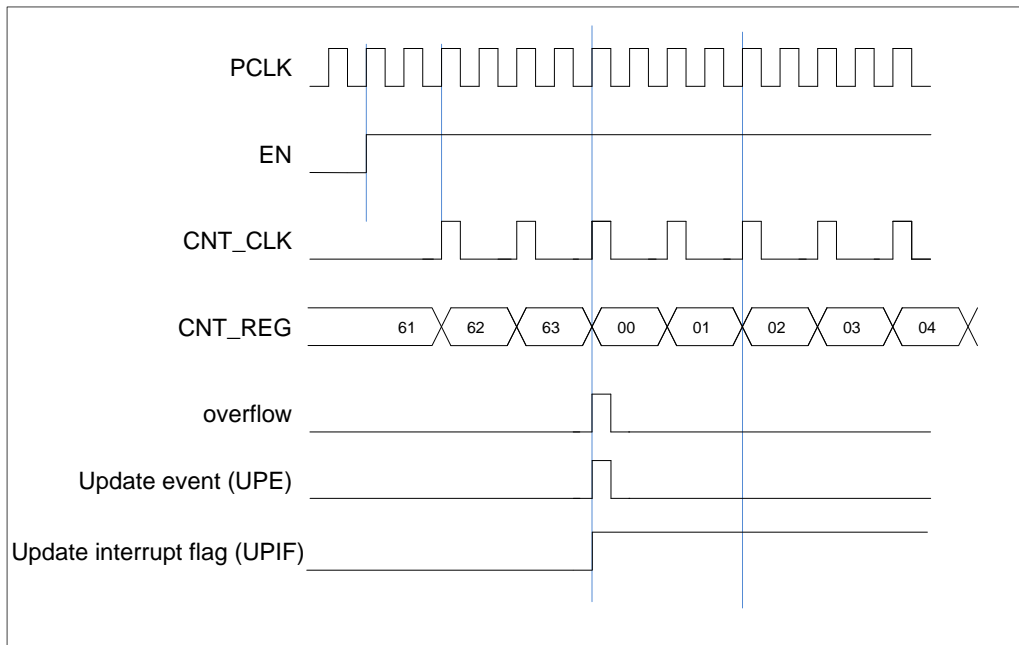 PCLK
EN
CNT_CLK
CNT_REG 61 62 63 00 01 02 03 04
overflow
Update event (UPE)
Update interrupt flag (UPIF)